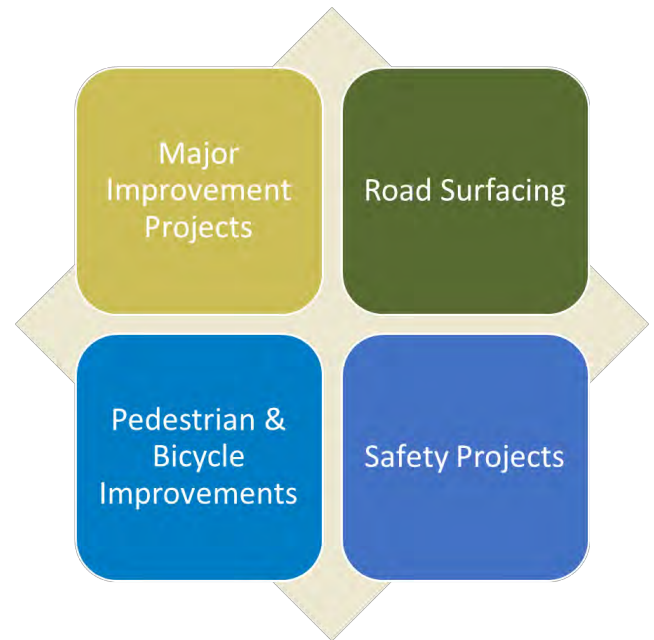 Major
Improvement
Projects
Road Surfacing
Pedestrian &
Bicycle
Improvements
Safety Projects